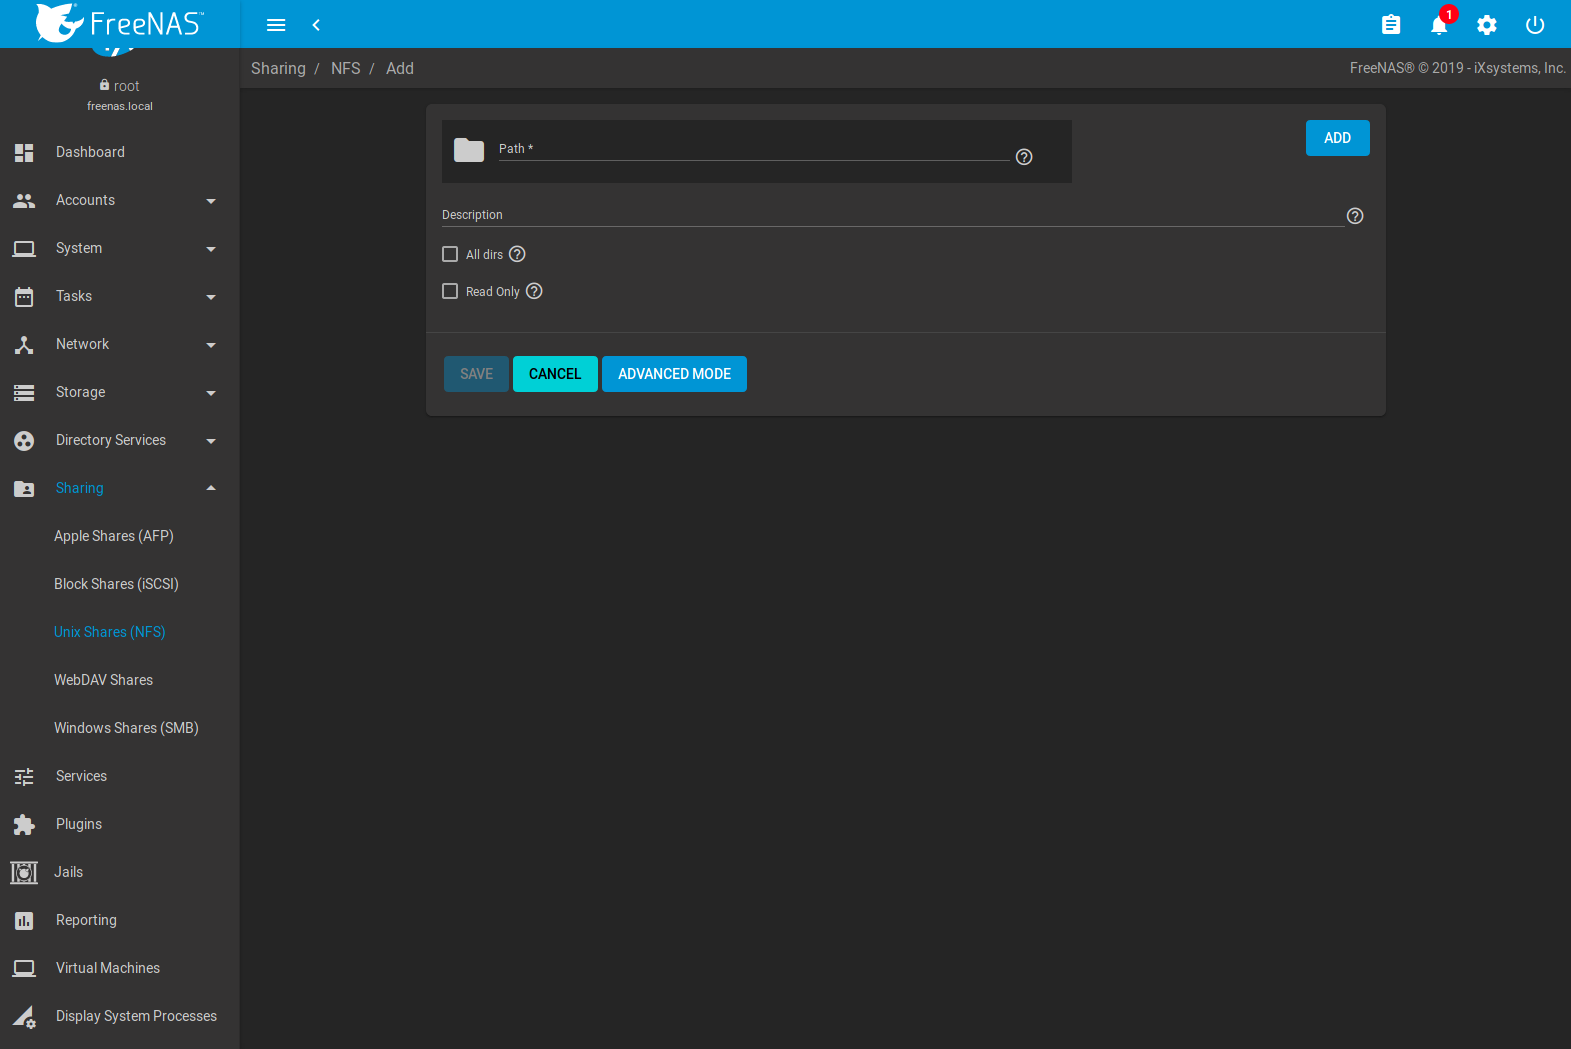 FreeNAS™
1
Sharing / NFS / Add
FreeNAS® © 2019 - iXsystems, Inc.
root
freenas.local
Dashboard
Accounts
System
Tasks
Network
Storage
Directory Services
Sharing
Apple Shares (AFP)
Block Shares (iSCSI)
Unix Shares (NFS)
WebDAV Shares
Windows Shares (SMB)
Services
Plugins
Jails
Reporting
Virtual Machines
Display System Processes
Path *
ADD
Description
All dirs
Read Only
SAVE CANCEL ADVANCED MODE